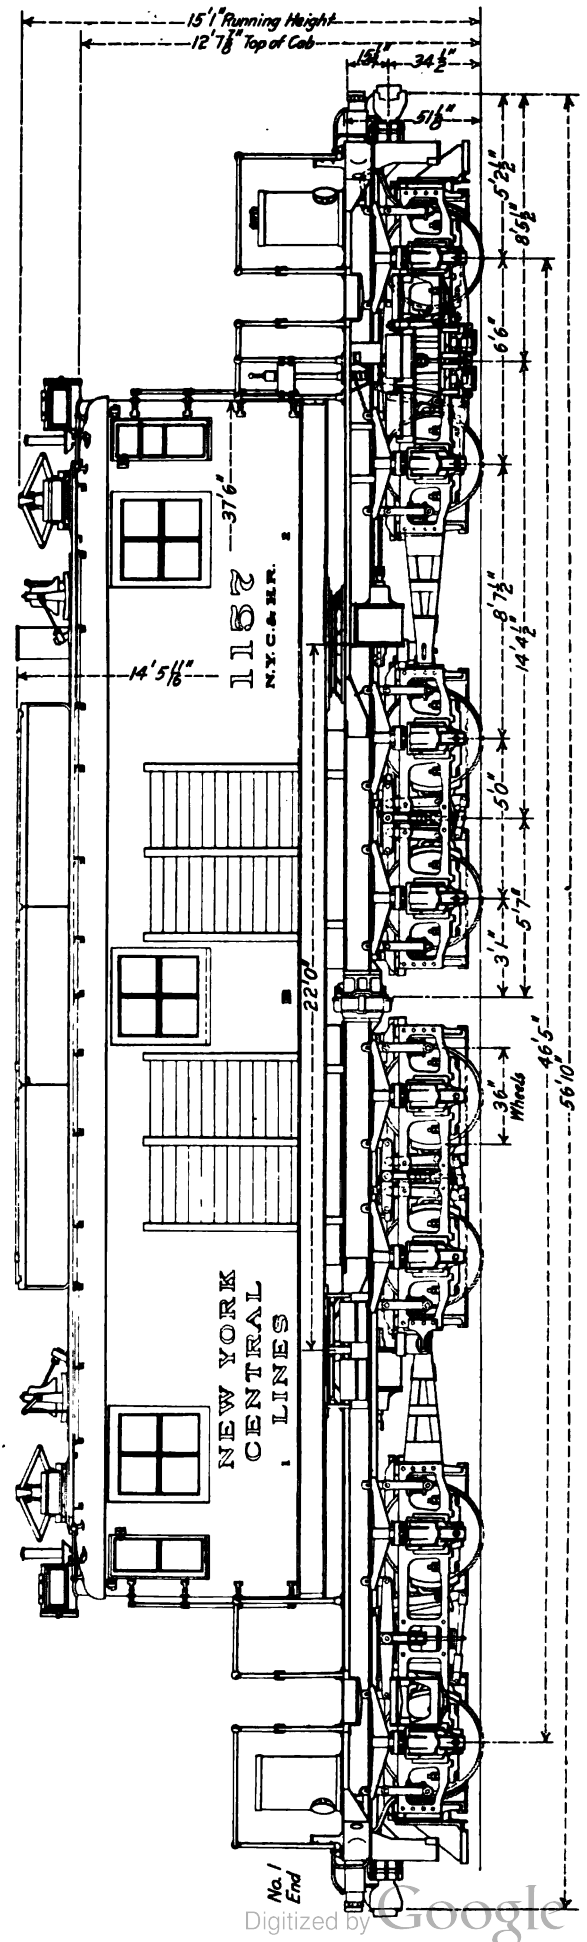 15'1" Running Height
12'7⅞" Top of Cab
34½"
51⅛"
5'2½"
8'5½"
6'6"
37'6"
2
1157
N.Y.C.& H.R.
8'7½"
14'4½"
14'5 11/16"
5'0"
3'1"
5'7"
22'0"
46'5"
56'10"
36"
Wheels
NEW YORK
CENTRAL
LINES
1
No. 1
End
Digitized by Google